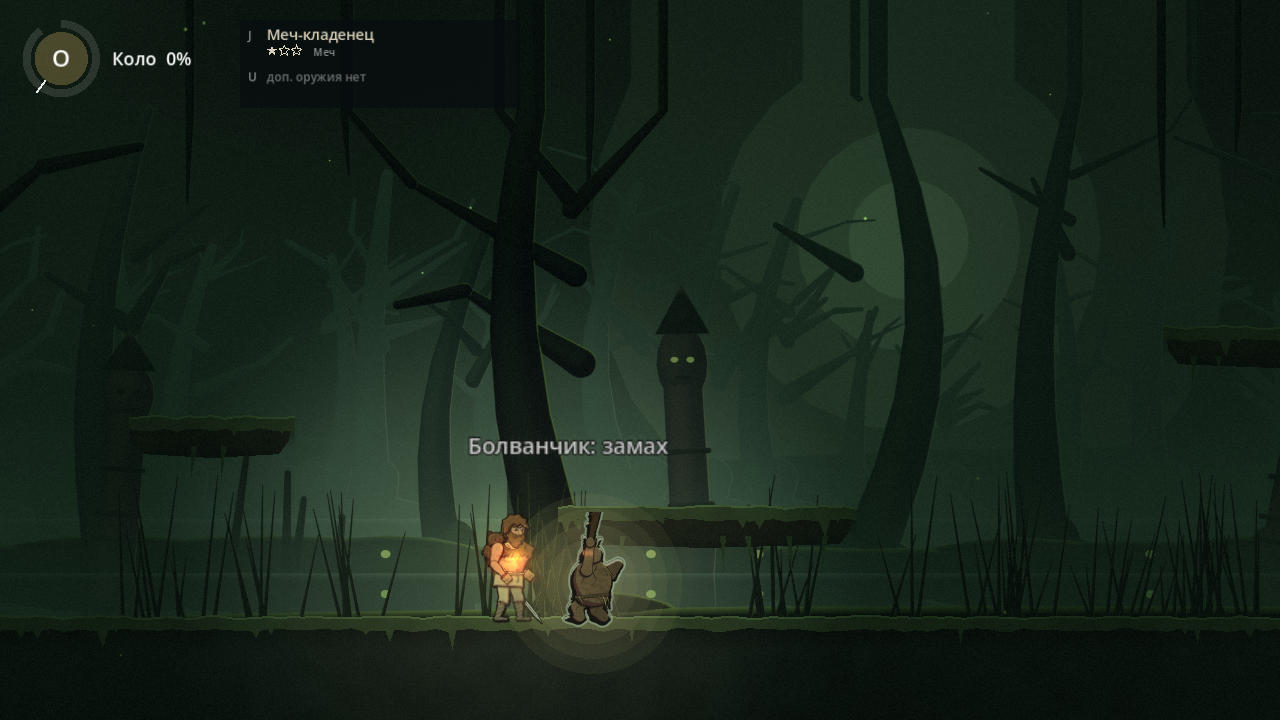 О
Коло 0%
J Меч-кладенец
★☆☆ Меч
U доп. оружия нет
Болванчик: замах